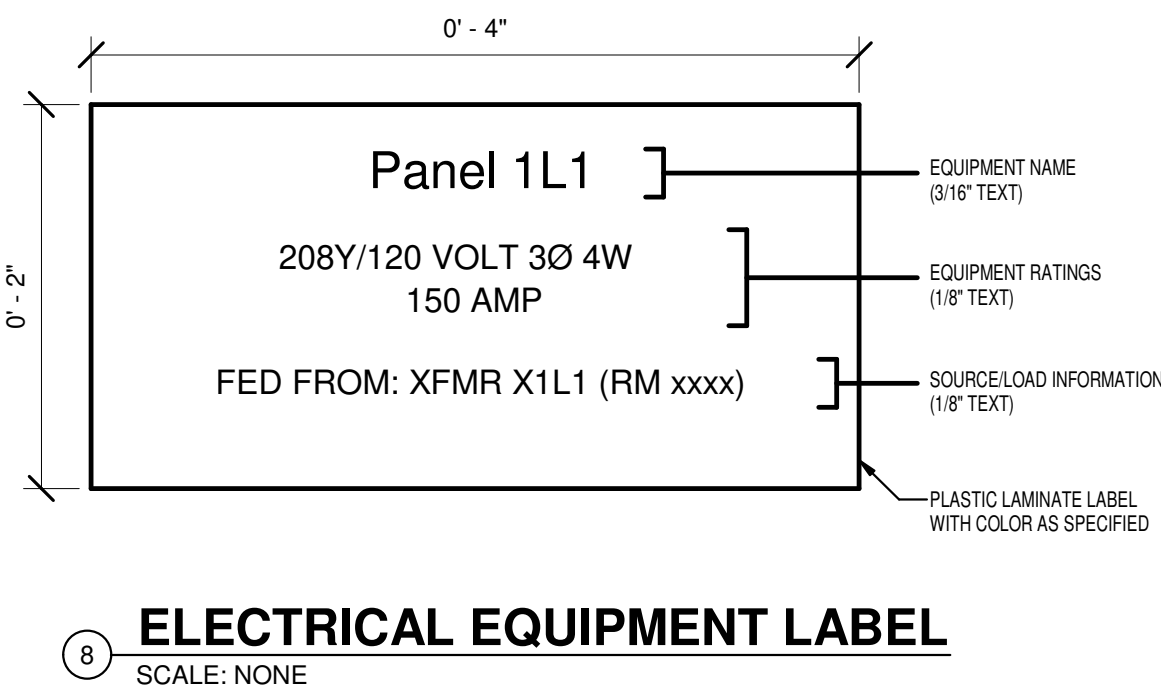 0' - 4"
0' - 2"
Panel 1L1
EQUIPMENT NAME
(3/16" TEXT)
208Y/120 VOLT 3Ø 4W
150 AMP
EQUIPMENT RATINGS
(1/8" TEXT)
FED FROM: XFMR X1L1 (RM xxxx)
SOURCE/LOAD INFORMATION
(1/8" TEXT)
PLASTIC LAMINATE LABEL
WITH COLOR AS SPECIFIED
8
ELECTRICAL EQUIPMENT LABEL
SCALE: NONE